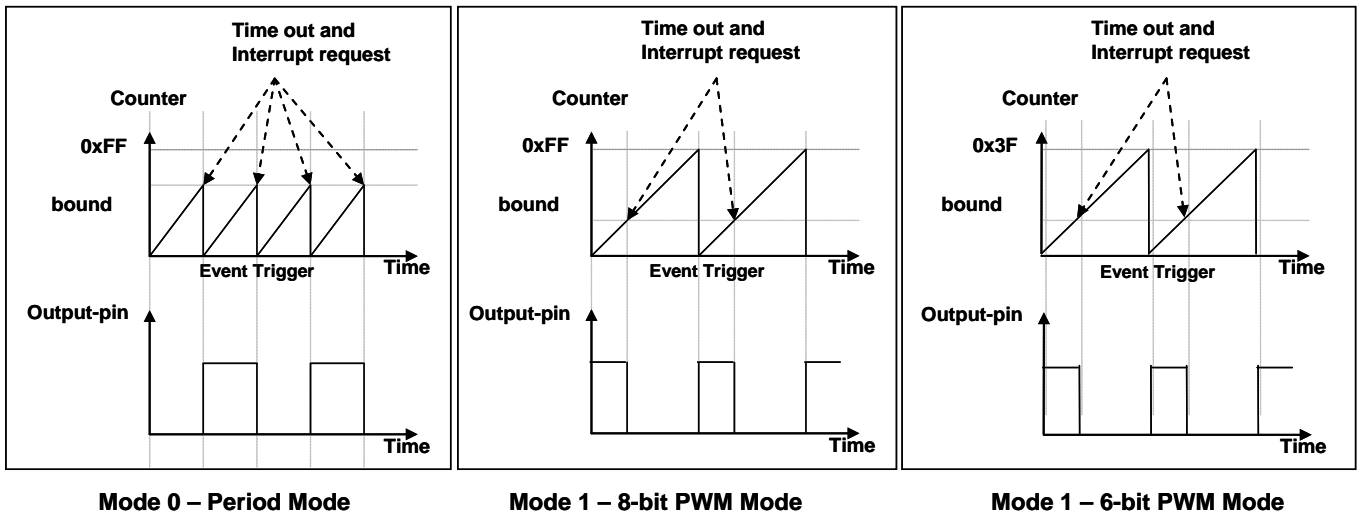 Time out and
Interrupt request
Counter
0xFF
bound
Event Trigger
Time
Output-pin
Time
Mode 0 – Period Mode
Time out and
Interrupt request
Counter
0xFF
bound
Event Trigger
Time
Output-pin
Time
Mode 1 – 8-bit PWM Mode
Time out and
Interrupt request
Counter
0x3F
bound
Event Trigger
Time
Output-pin
Time
Mode 1 – 6-bit PWM Mode